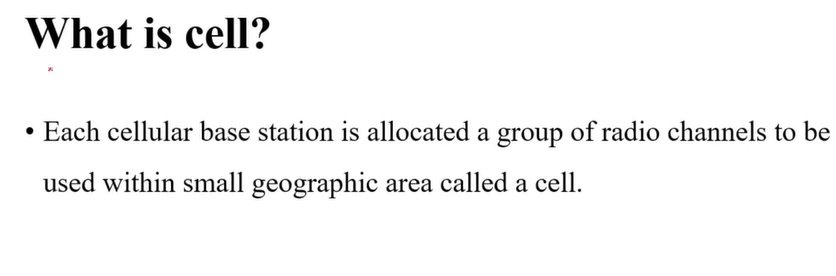 What is cell?
• Each cellular base station is allocated a group of radio channels to be
used within small geographic area called a cell.